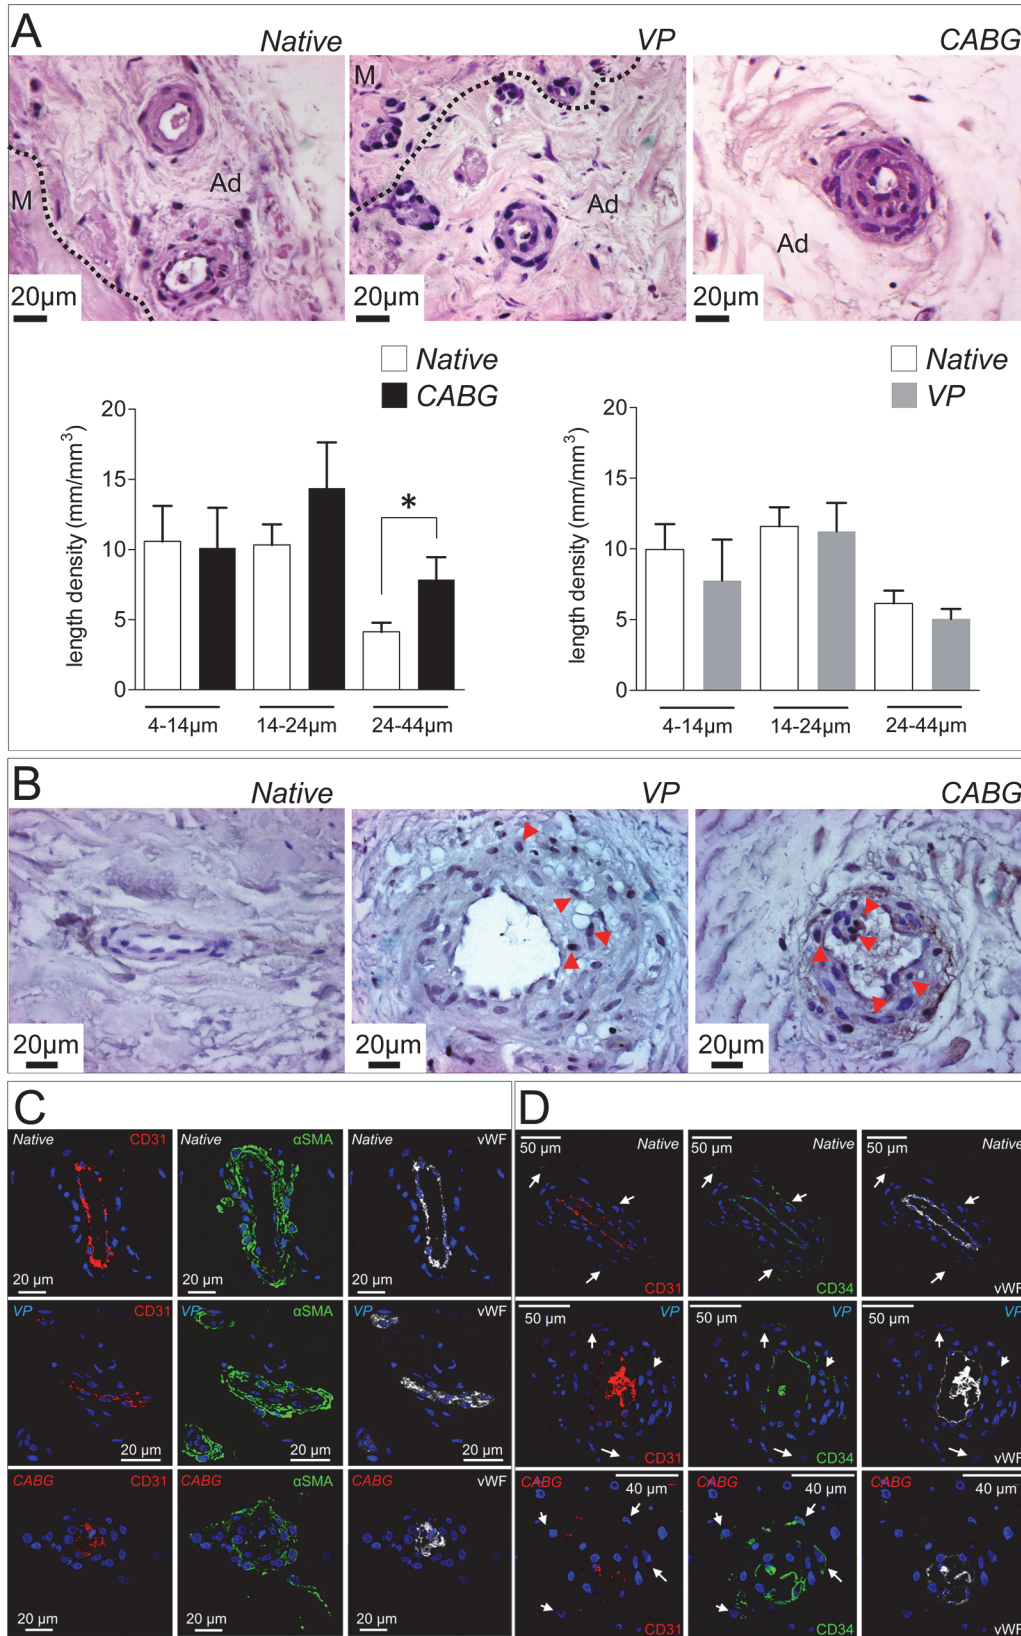 A
Native
VP
CABG
M
Ad
20µm
M
Ad
20µm
Ad
20µm
Native
CABG
length density (mm/mm³)
20
15
10
5
0
*
4-14µm
14-24µm
24-44µm
Native
VP
length density (mm/mm³)
20
15
10
5
0
4-14µm
14-24µm
24-44µm
B
Native
VP
CABG
20µm
20µm
20µm
C
Native CD31
20 µm
Native αSMA
20 µm
Native vWF
20 µm
VP CD31
20 µm
VP αSMA
20 µm
VP vWF
20 µm
CABG CD31
20 µm
CABG αSMA
20 µm
CABG vWF
20 µm
D
50 µm Native
CD31
50 µm Native
CD34
50 µm Native
vWF
50 µm VP
CD31
50 µm VP
CD34
50 µm VP
vWF
CABG 40 µm
CD31
CABG 40 µm
CD34
CABG 40 µm
vWF